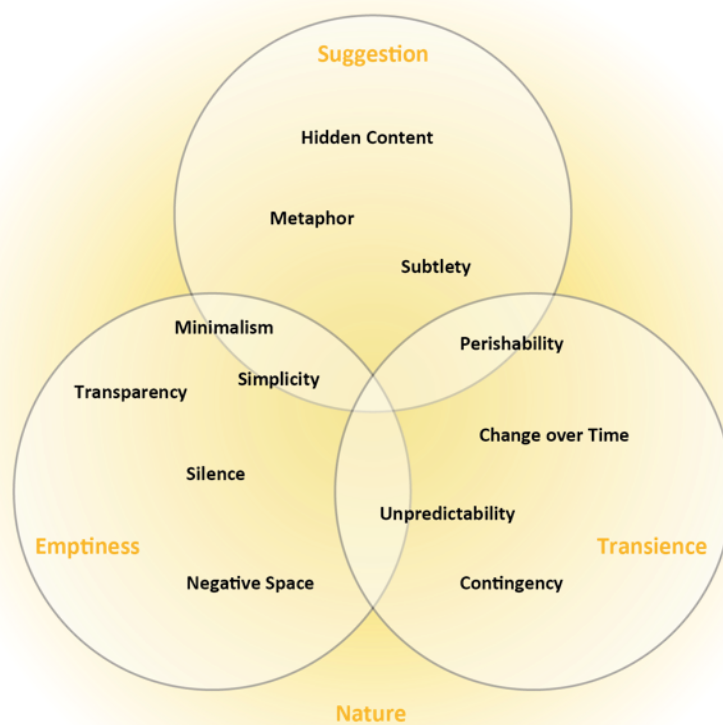 Suggestion
Hidden Content
Metaphor
Subtlety
Minimalism
Perishability
Simplicity
Transparency
Change over Time
Silence
Unpredictability
Emptiness
Transience
Negative Space
Contingency
Nature